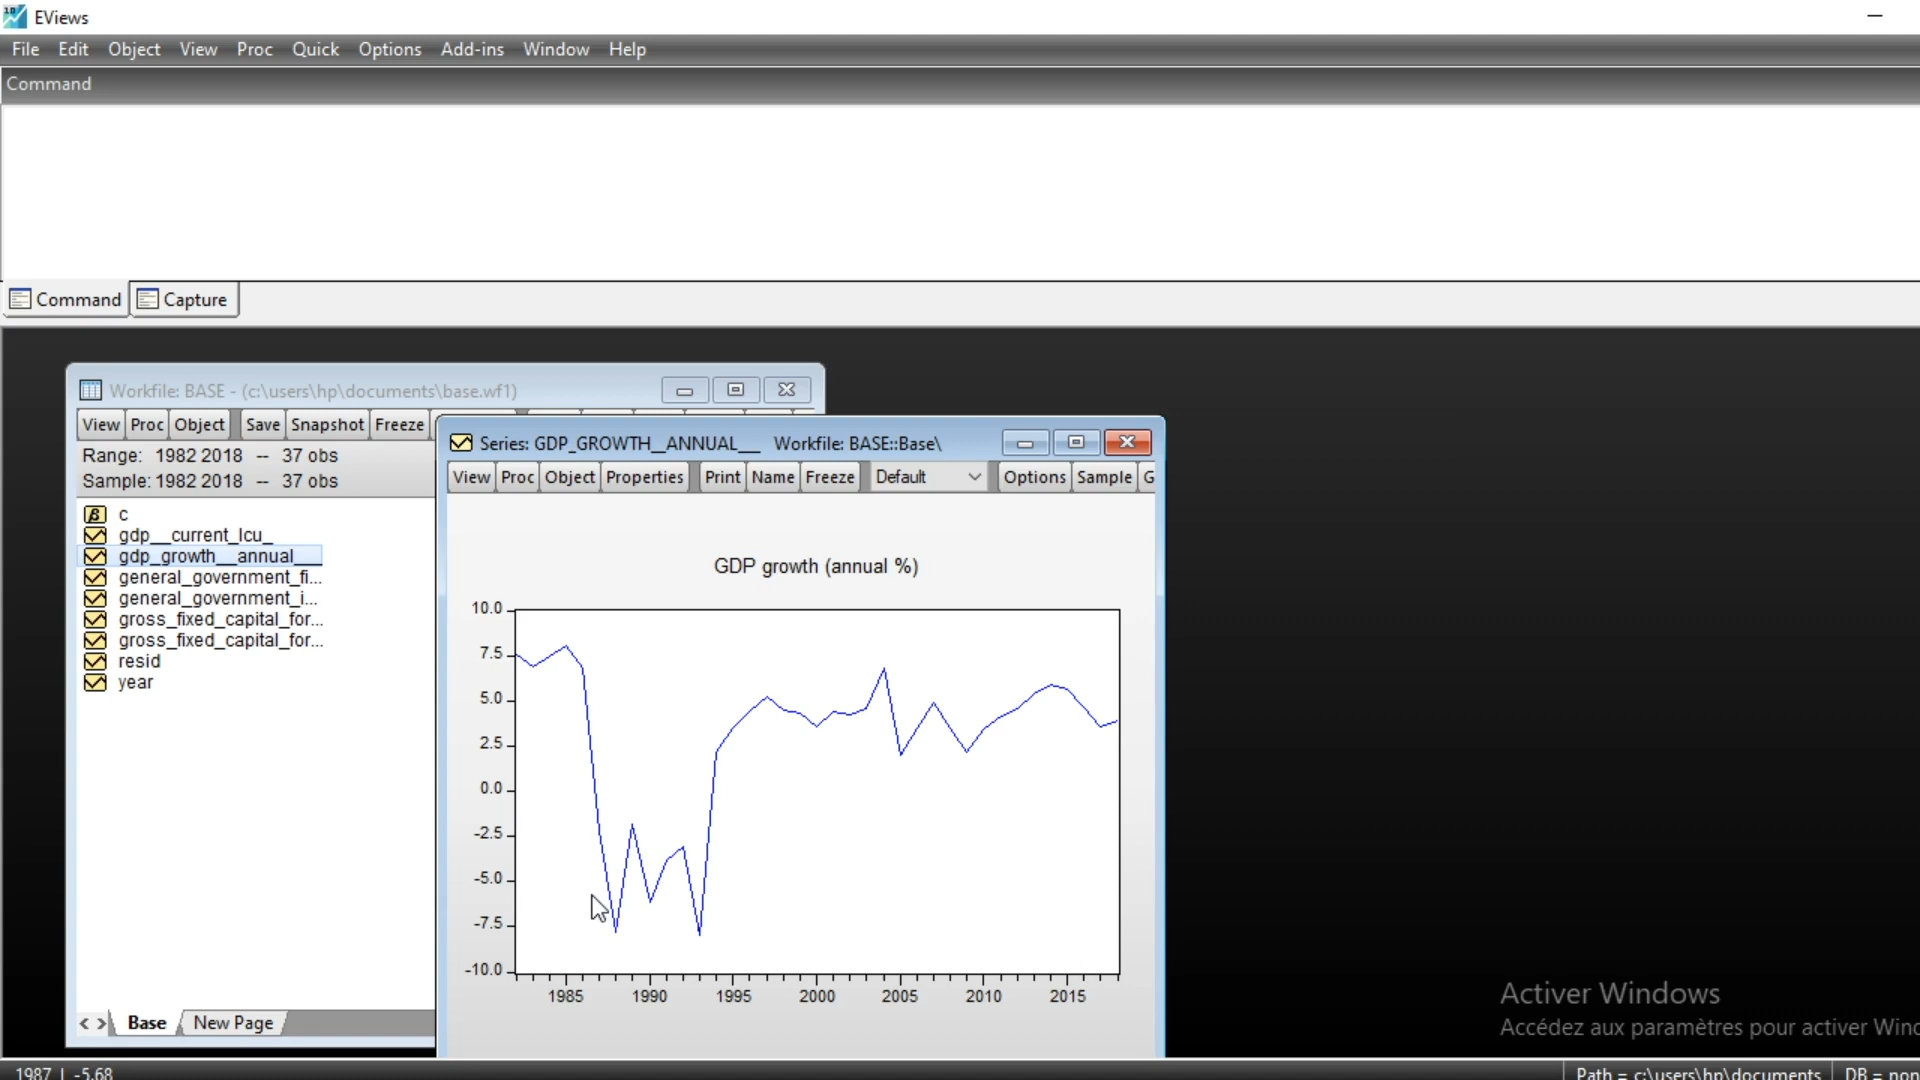 EViews
File Edit Object View Proc Quick Options Add-ins Window Help
Command
Command Capture
Workfile: BASE - (c:\users\hp\documents\base.wf1)
View Proc Object Save Snapshot Freeze
Range: 1982 2018 -- 37 obs
Sample: 1982 2018 -- 37 obs
c
gdp__current_lcu_
gdp_growth__annual___
general_government_fi...
general_government_i...
gross_fixed_capital_for...
gross_fixed_capital_for...
resid
year
Base New Page
Series: GDP_GROWTH__ANNUAL___ Workfile: BASE::Base\
View Proc Object Properties Print Name Freeze Default Options Sample G
GDP growth (annual %)
10.0
7.5
5.0
2.5
0.0
-2.5
-5.0
-7.5
-10.0
1985 1990 1995 2000 2005 2010 2015
Activer Windows
Accédez aux paramètres pour activer Winc
1987 | -5.68
Path = c:\users\hp\documents DB = non